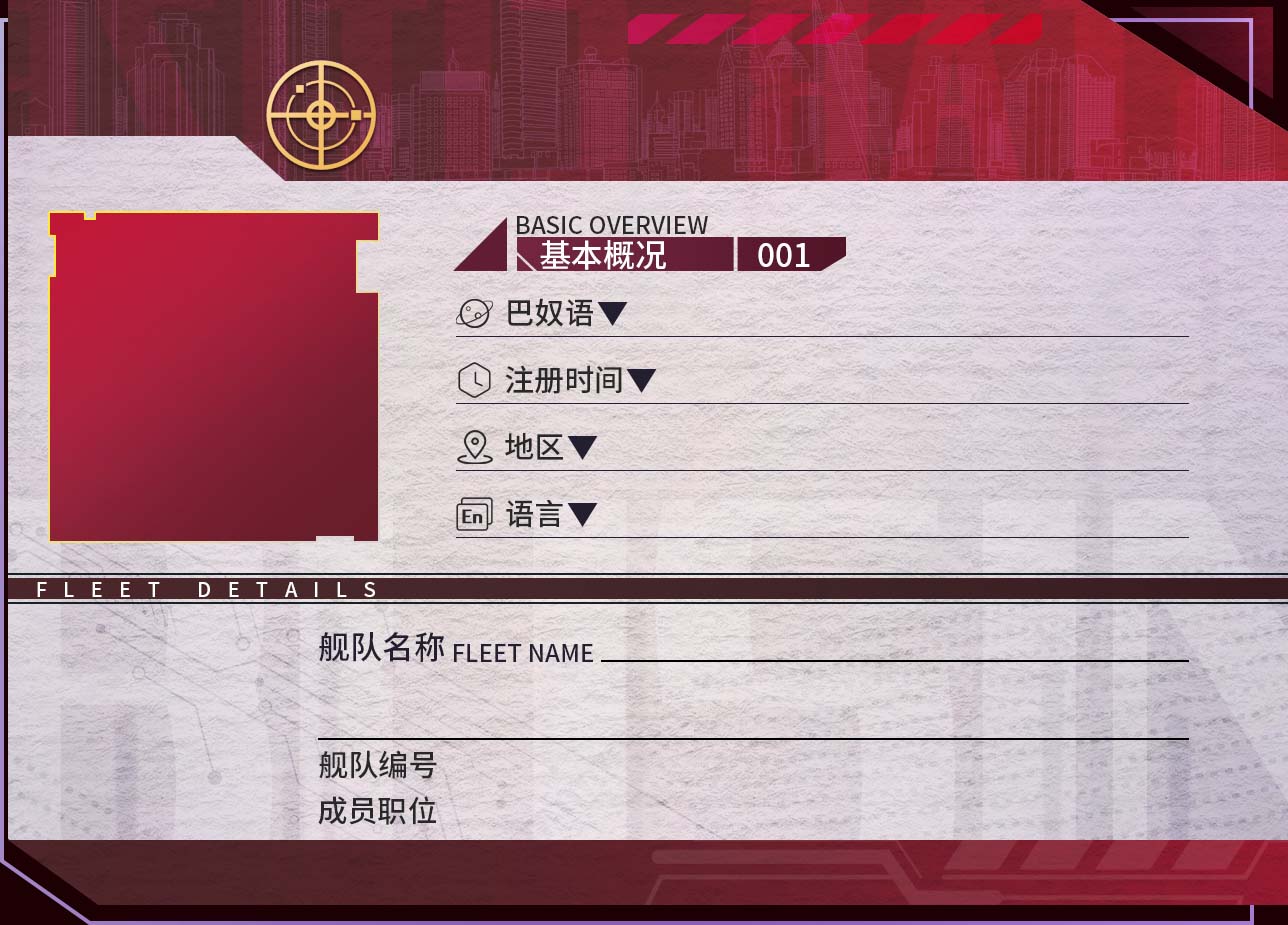 BASIC OVERVIEW
基本概况 001
巴奴语▼
注册时间▼
地区▼
En 语言▼
FLEET DETAILS
舰队名称 FLEET NAME
舰队编号
成员职位